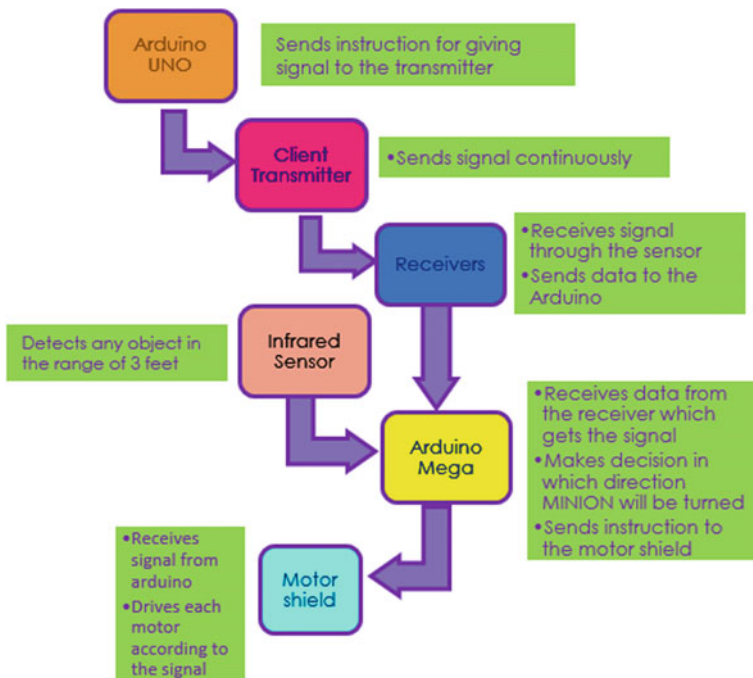 Arduino
UNO
Sends instruction for giving
signal to the transmitter
Client
Transmitter
•Sends signal continuously
Receivers
•Receives signal
through the sensor
•Sends data to the
Arduino
Detects any object in
the range of 3 feet
Infrared
Sensor
Arduino
Mega
•Receives data from
the receiver which
gets the signal
•Makes decision in
which direction
MINION will be turned
•Sends instruction to
the motor shield
•Receives
signal from
arduino
•Drives each
motor
according to
the signal
Motor
shield